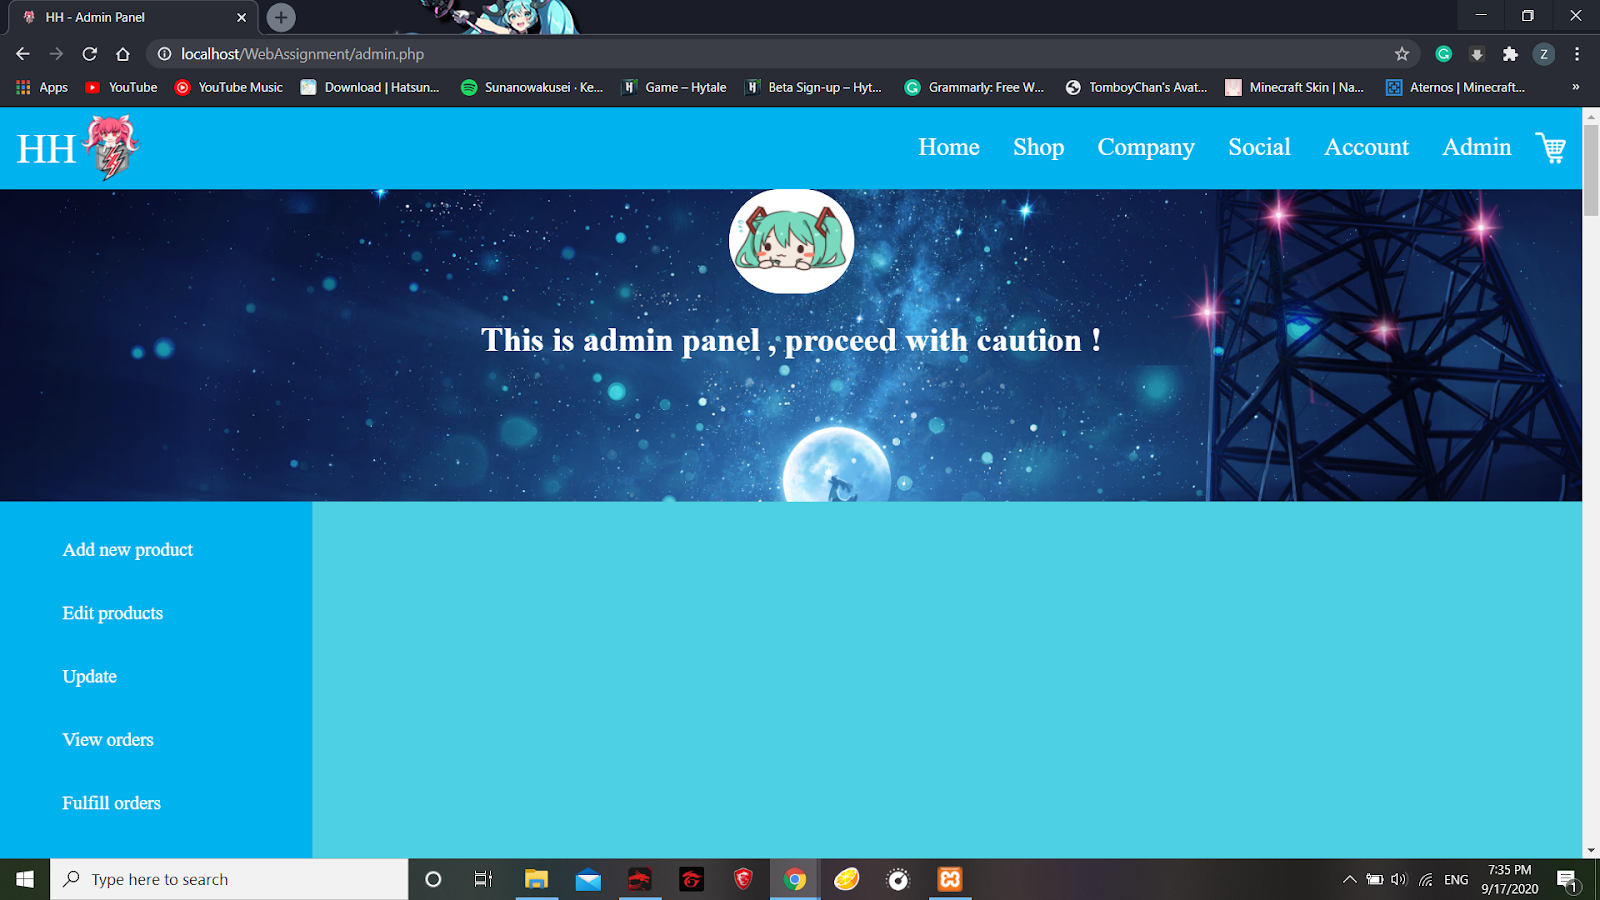 HH - Admin Panel
localhost/WebAssignment/admin.php
Z
Apps YouTube YouTube Music Download | Hatsun... Sunanowakusei · Ke... Game – Hytale Beta Sign-up – Hyt... Grammarly: Free W... TomboyChan's Avat... Minecraft Skin | Na... Aternos | Minecraft... »
HH Home Shop Company Social Account Admin
This is admin panel , proceed with caution !
Add new product
Edit products
Update
View orders
Fulfill orders
Type here to search
ENG
7:35 PM
9/17/2020
1